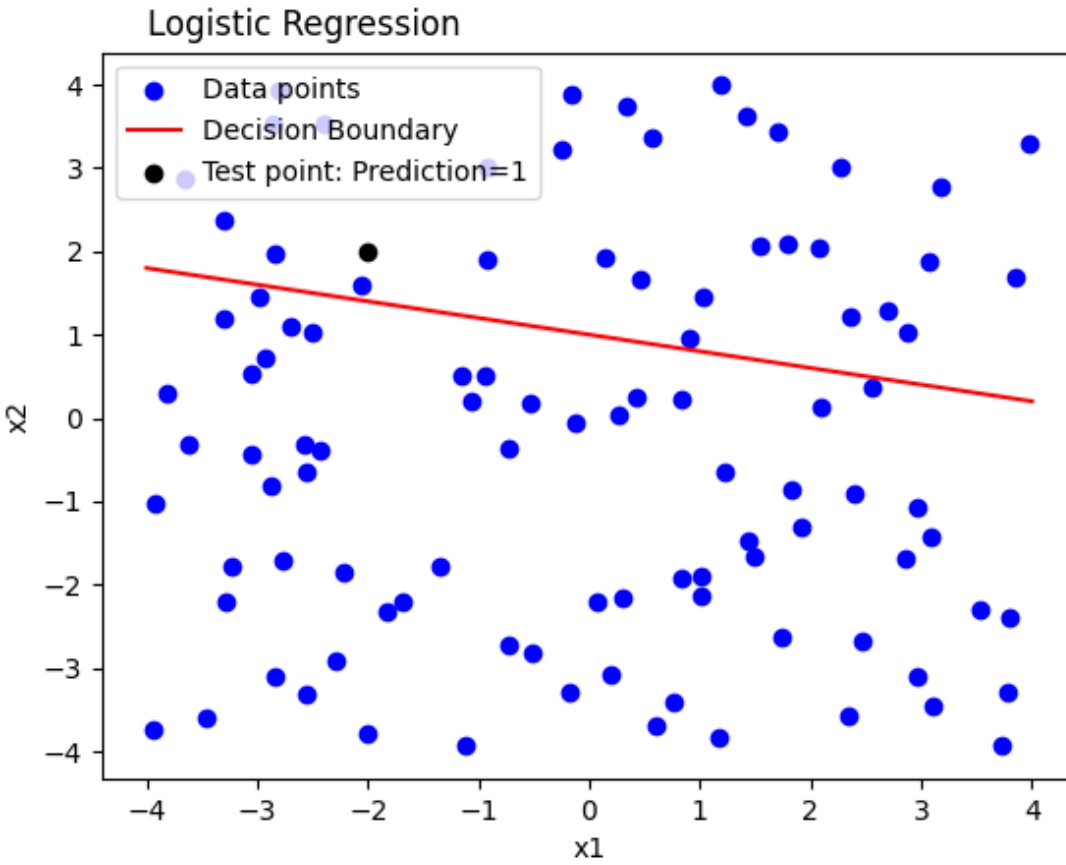 Logistic Regression
Data points
Decision Boundary
Test point: Prediction=1
4
3
2
1
0
−1
−2
−3
−4
x2
−4 −3 −2 −1 0 1 2 3 4
x1